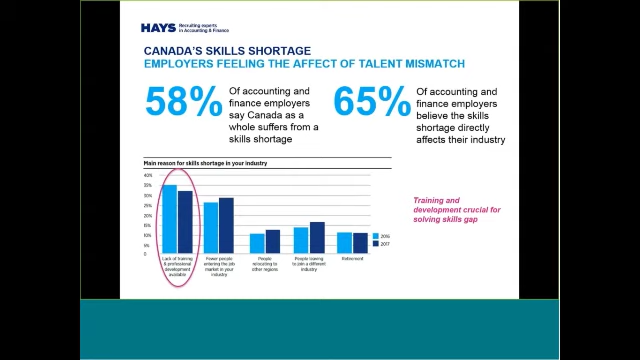 HAYS Recruiting experts
in Accounting & Finance
CANADA'S SKILLS SHORTAGE
EMPLOYERS FEELING THE AFFECT OF TALENT MISMATCH
58%
Of accounting and
finance employers
say Canada as a
whole suffers from a
skills shortage
65%
Of accounting and
finance employers
believe the skills
shortage directly
affects their industry
Main reason for skills shortage in your industry
40%
35%
30%
25%
20%
15%
10%
5%
0
Lack of training
& professional
development
available
Fewer people
entering the job
market in your
industry
People
relocating to
other regions
People leaving
to join a different
industry
Retirement
2016
2017
Training and
development crucial for
solving skills gap